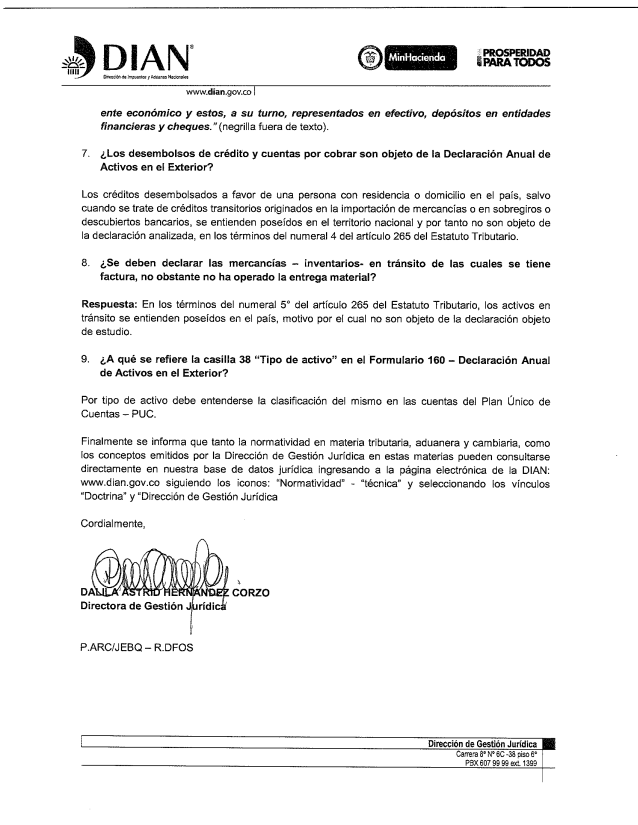 DIAN®
Dirección de Impuestos y Aduanas Nacionales
MinHacienda
PROSPERIDAD
PARA TODOS
www.dian.gov.co
ente económico y estos, a su turno, representados en efectivo, depósitos en entidades
financieras y cheques."(negrilla fuera de texto).
7. ¿Los desembolsos de crédito y cuentas por cobrar son objeto de la Declaración Anual de
Activos en el Exterior?
Los créditos desembolsados a favor de una persona con residencia o domicilio en el país, salvo
cuando se trate de créditos transitorios originados en la importación de mercancías o en sobregiros o
descubiertos bancarios, se entienden poseídos en el territorio nacional y por tanto no son objeto de
la declaración analizada, en los términos del numeral 4 del artículo 265 del Estatuto Tributario.
8. ¿Se deben declarar las mercancías – inventarios- en tránsito de las cuales se tiene
factura, no obstante no ha operado la entrega material?
Respuesta: En los términos del numeral 5° del artículo 265 del Estatuto Tributario, los activos en
tránsito se entienden poseídos en el país, motivo por el cual no son objeto de la declaración objeto
de estudio.
9. ¿A qué se refiere la casilla 38 "Tipo de activo" en el Formulario 160 – Declaración Anual
de Activos en el Exterior?
Por tipo de activo debe entenderse la clasificación del mismo en las cuentas del Plan Único de
Cuentas – PUC.
Finalmente se informa que tanto la normatividad en materia tributaria, aduanera y cambiaria, como
los conceptos emitidos por la Dirección de Gestión Jurídica en estas materias pueden consultarse
directamente en nuestra base de datos jurídica ingresando a la página electrónica de la DIAN:
www.dian.gov.co siguiendo los iconos: "Normatividad" - "técnica" y seleccionando los vínculos
"Doctrina" y "Dirección de Gestión Jurídica
Cordialmente,
DALILA ASTRID HERNÁNDEZ CORZO
Directora de Gestión Jurídica
P.ARC/JEBQ – R.DFOS
Dirección de Gestión Jurídica
Carrera 8ª Nº 6C -38 piso 6º
PBX 607 99 99 ext. 1399